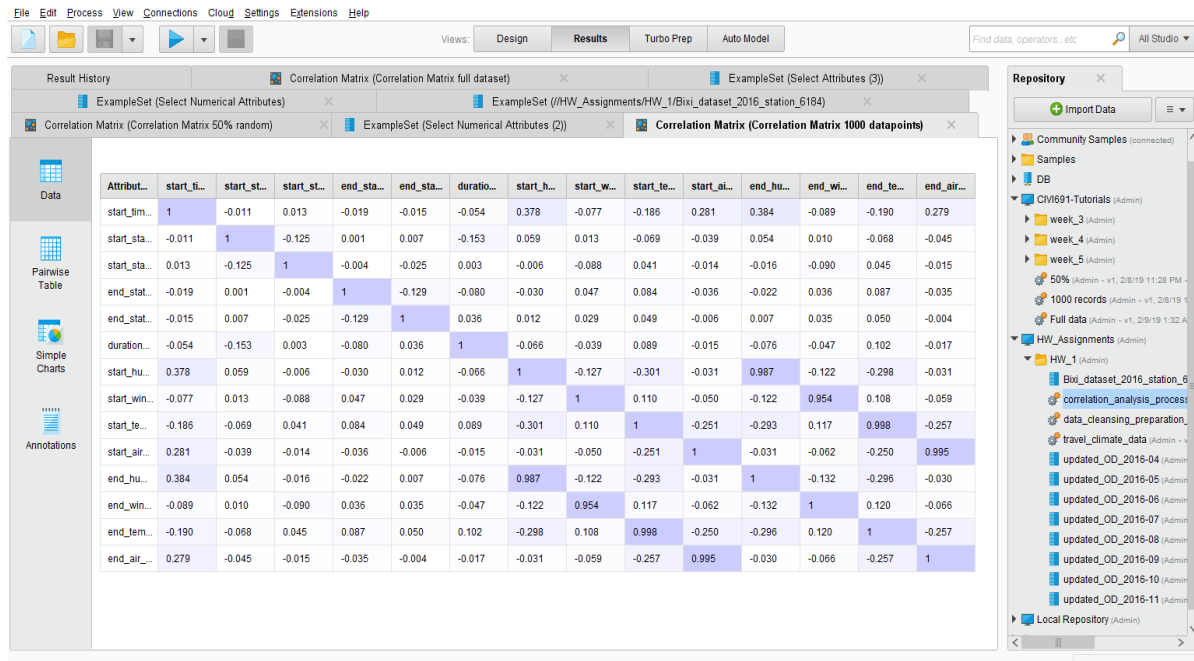 File Edit Process View Connections Cloud Settings Extensions Help
Views: Design Results Turbo Prep Auto Model Find data, operators...etc All Studio
Result History Correlation Matrix (Correlation Matrix full dataset) ExampleSet (Select Attributes (3))
ExampleSet (Select Numerical Attributes) ExampleSet (//HW_Assignments/HW_1/Bixi_dataset_2016_station_6184)
Correlation Matrix (Correlation Matrix 50% random) ExampleSet (Select Numerical Attributes (2)) Correlation Matrix (Correlation Matrix 1000 datapoints)
Data
Pairwise
Table
Simple
Charts
Annotations
Attribut... start_ti... start_st... start_st... end_sta... end_sta... duratio... start_h... start_w... start_te... start_ai... end_hu... end_wi... end_te... end_air...
start_tim... 1 -0.011 0.013 -0.019 -0.015 -0.054 0.378 -0.077 -0.186 0.281 0.384 -0.089 -0.190 0.279
start_sta... -0.011 1 -0.125 0.001 0.007 -0.153 0.059 0.013 -0.069 -0.039 0.054 0.010 -0.068 -0.045
start_sta... 0.013 -0.125 1 -0.004 -0.025 0.003 -0.006 -0.088 0.041 -0.014 -0.016 -0.090 0.045 -0.015
end_stat... -0.019 0.001 -0.004 1 -0.129 -0.080 -0.030 0.047 0.084 -0.036 -0.022 0.036 0.087 -0.035
end_stat... -0.015 0.007 -0.025 -0.129 1 0.036 0.012 0.029 0.049 -0.006 0.007 0.035 0.050 -0.004
duration... -0.054 -0.153 0.003 -0.080 0.036 1 -0.066 -0.039 0.089 -0.015 -0.076 -0.047 0.102 -0.017
start_hu... 0.378 0.059 -0.006 -0.030 0.012 -0.066 1 -0.127 -0.301 -0.031 0.987 -0.122 -0.298 -0.031
start_win... -0.077 0.013 -0.088 0.047 0.029 -0.039 -0.127 1 0.110 -0.050 -0.122 0.954 0.108 -0.059
start_te... -0.186 -0.069 0.041 0.084 0.049 0.089 -0.301 0.110 1 -0.251 -0.293 0.117 0.998 -0.257
start_air... 0.281 -0.039 -0.014 -0.036 -0.006 -0.015 -0.031 -0.050 -0.251 1 -0.031 -0.062 -0.250 0.995
end_hu... 0.384 0.054 -0.016 -0.022 0.007 -0.076 0.987 -0.122 -0.293 -0.031 1 -0.132 -0.296 -0.030
end_win... -0.089 0.010 -0.090 0.036 0.035 -0.047 -0.122 0.954 0.117 -0.062 -0.132 1 0.120 -0.066
end_tem... -0.190 -0.068 0.045 0.087 0.050 0.102 -0.298 0.108 0.998 -0.250 -0.296 0.120 1 -0.257
end_air_... 0.279 -0.045 -0.015 -0.035 -0.004 -0.017 -0.031 -0.059 -0.257 0.995 -0.030 -0.066 -0.257 1
Repository
Import Data
Community Samples (connected)
Samples
DB
CIVI691-Tutorials (Admin)
week_3 (Admin)
week_4 (Admin)
week_5 (Admin)
50% (Admin - v1, 2/8/19 11:28 PM -
1000 records (Admin - v1, 2/8/19 1
Full data (Admin - v1, 2/9/19 1:32 A
HW_Assignments (Admin)
HW_1 (Admin)
Bixi_dataset_2016_station_6
correlation_analysis_process
data_cleansing_preparation_
travel_climate_data (Admin - v
updated_OD_2016-04 (Admin
updated_OD_2016-05 (Admin
updated_OD_2016-06 (Admin
updated_OD_2016-07 (Admin
updated_OD_2016-08 (Admin
updated_OD_2016-09 (Admin
updated_OD_2016-10 (Admin
updated_OD_2016-11 (Admin
Local Repository (Admin)